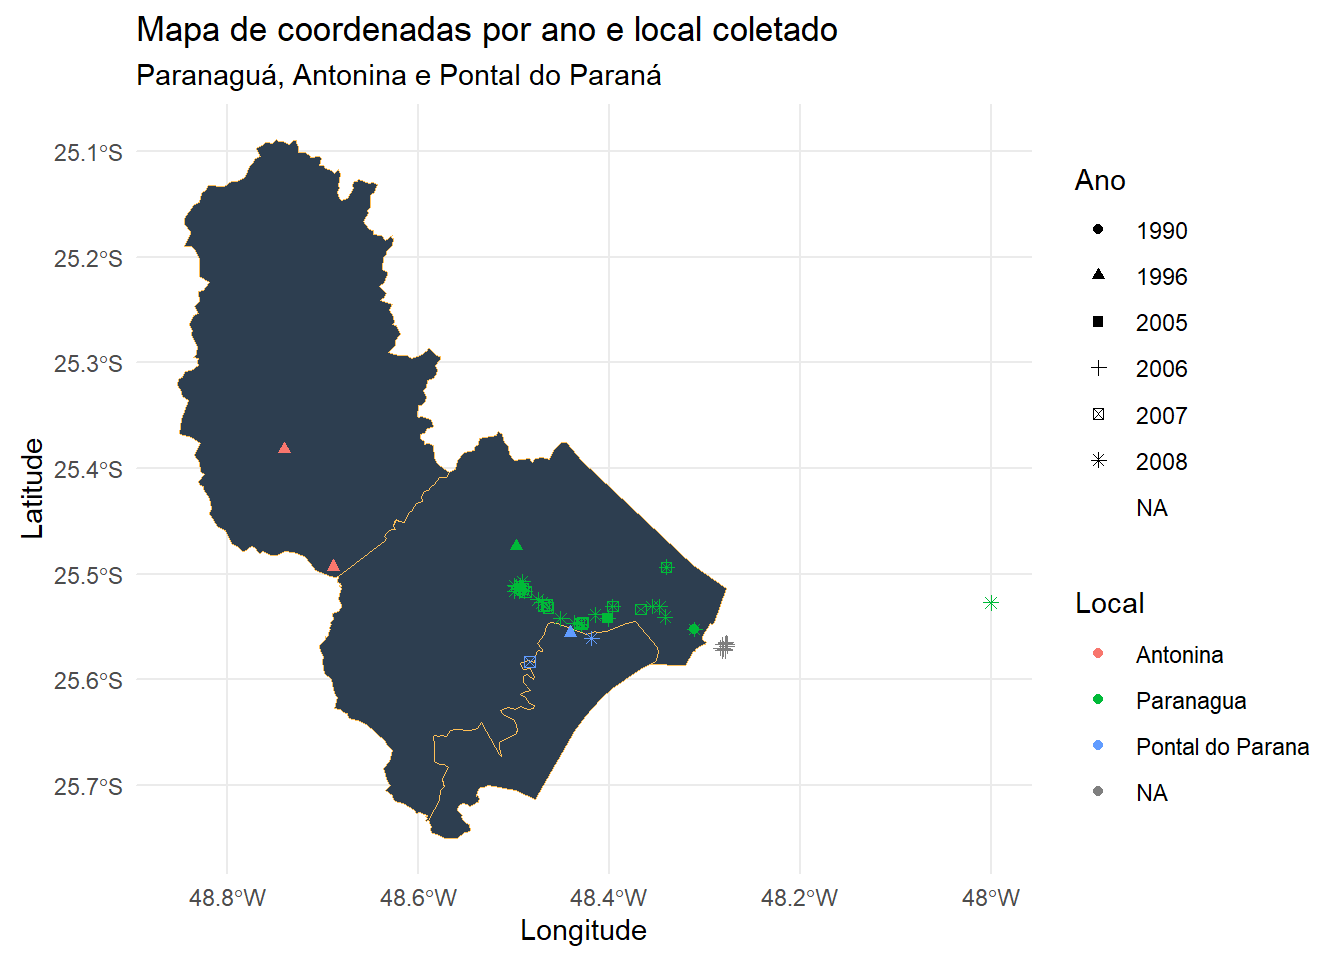 Mapa de coordenadas por ano e local coletado
Paranaguá, Antonina e Pontal do Paraná
25.1°S
25.2°S
25.3°S
25.4°S
25.5°S
25.6°S
25.7°S
Latitude
48.8°W
48.6°W
48.4°W
48.2°W
48°W
Longitude
Ano
1990
1996
2005
2006
2007
2008
NA
Local
Antonina
Paranagua
Pontal do Parana
NA